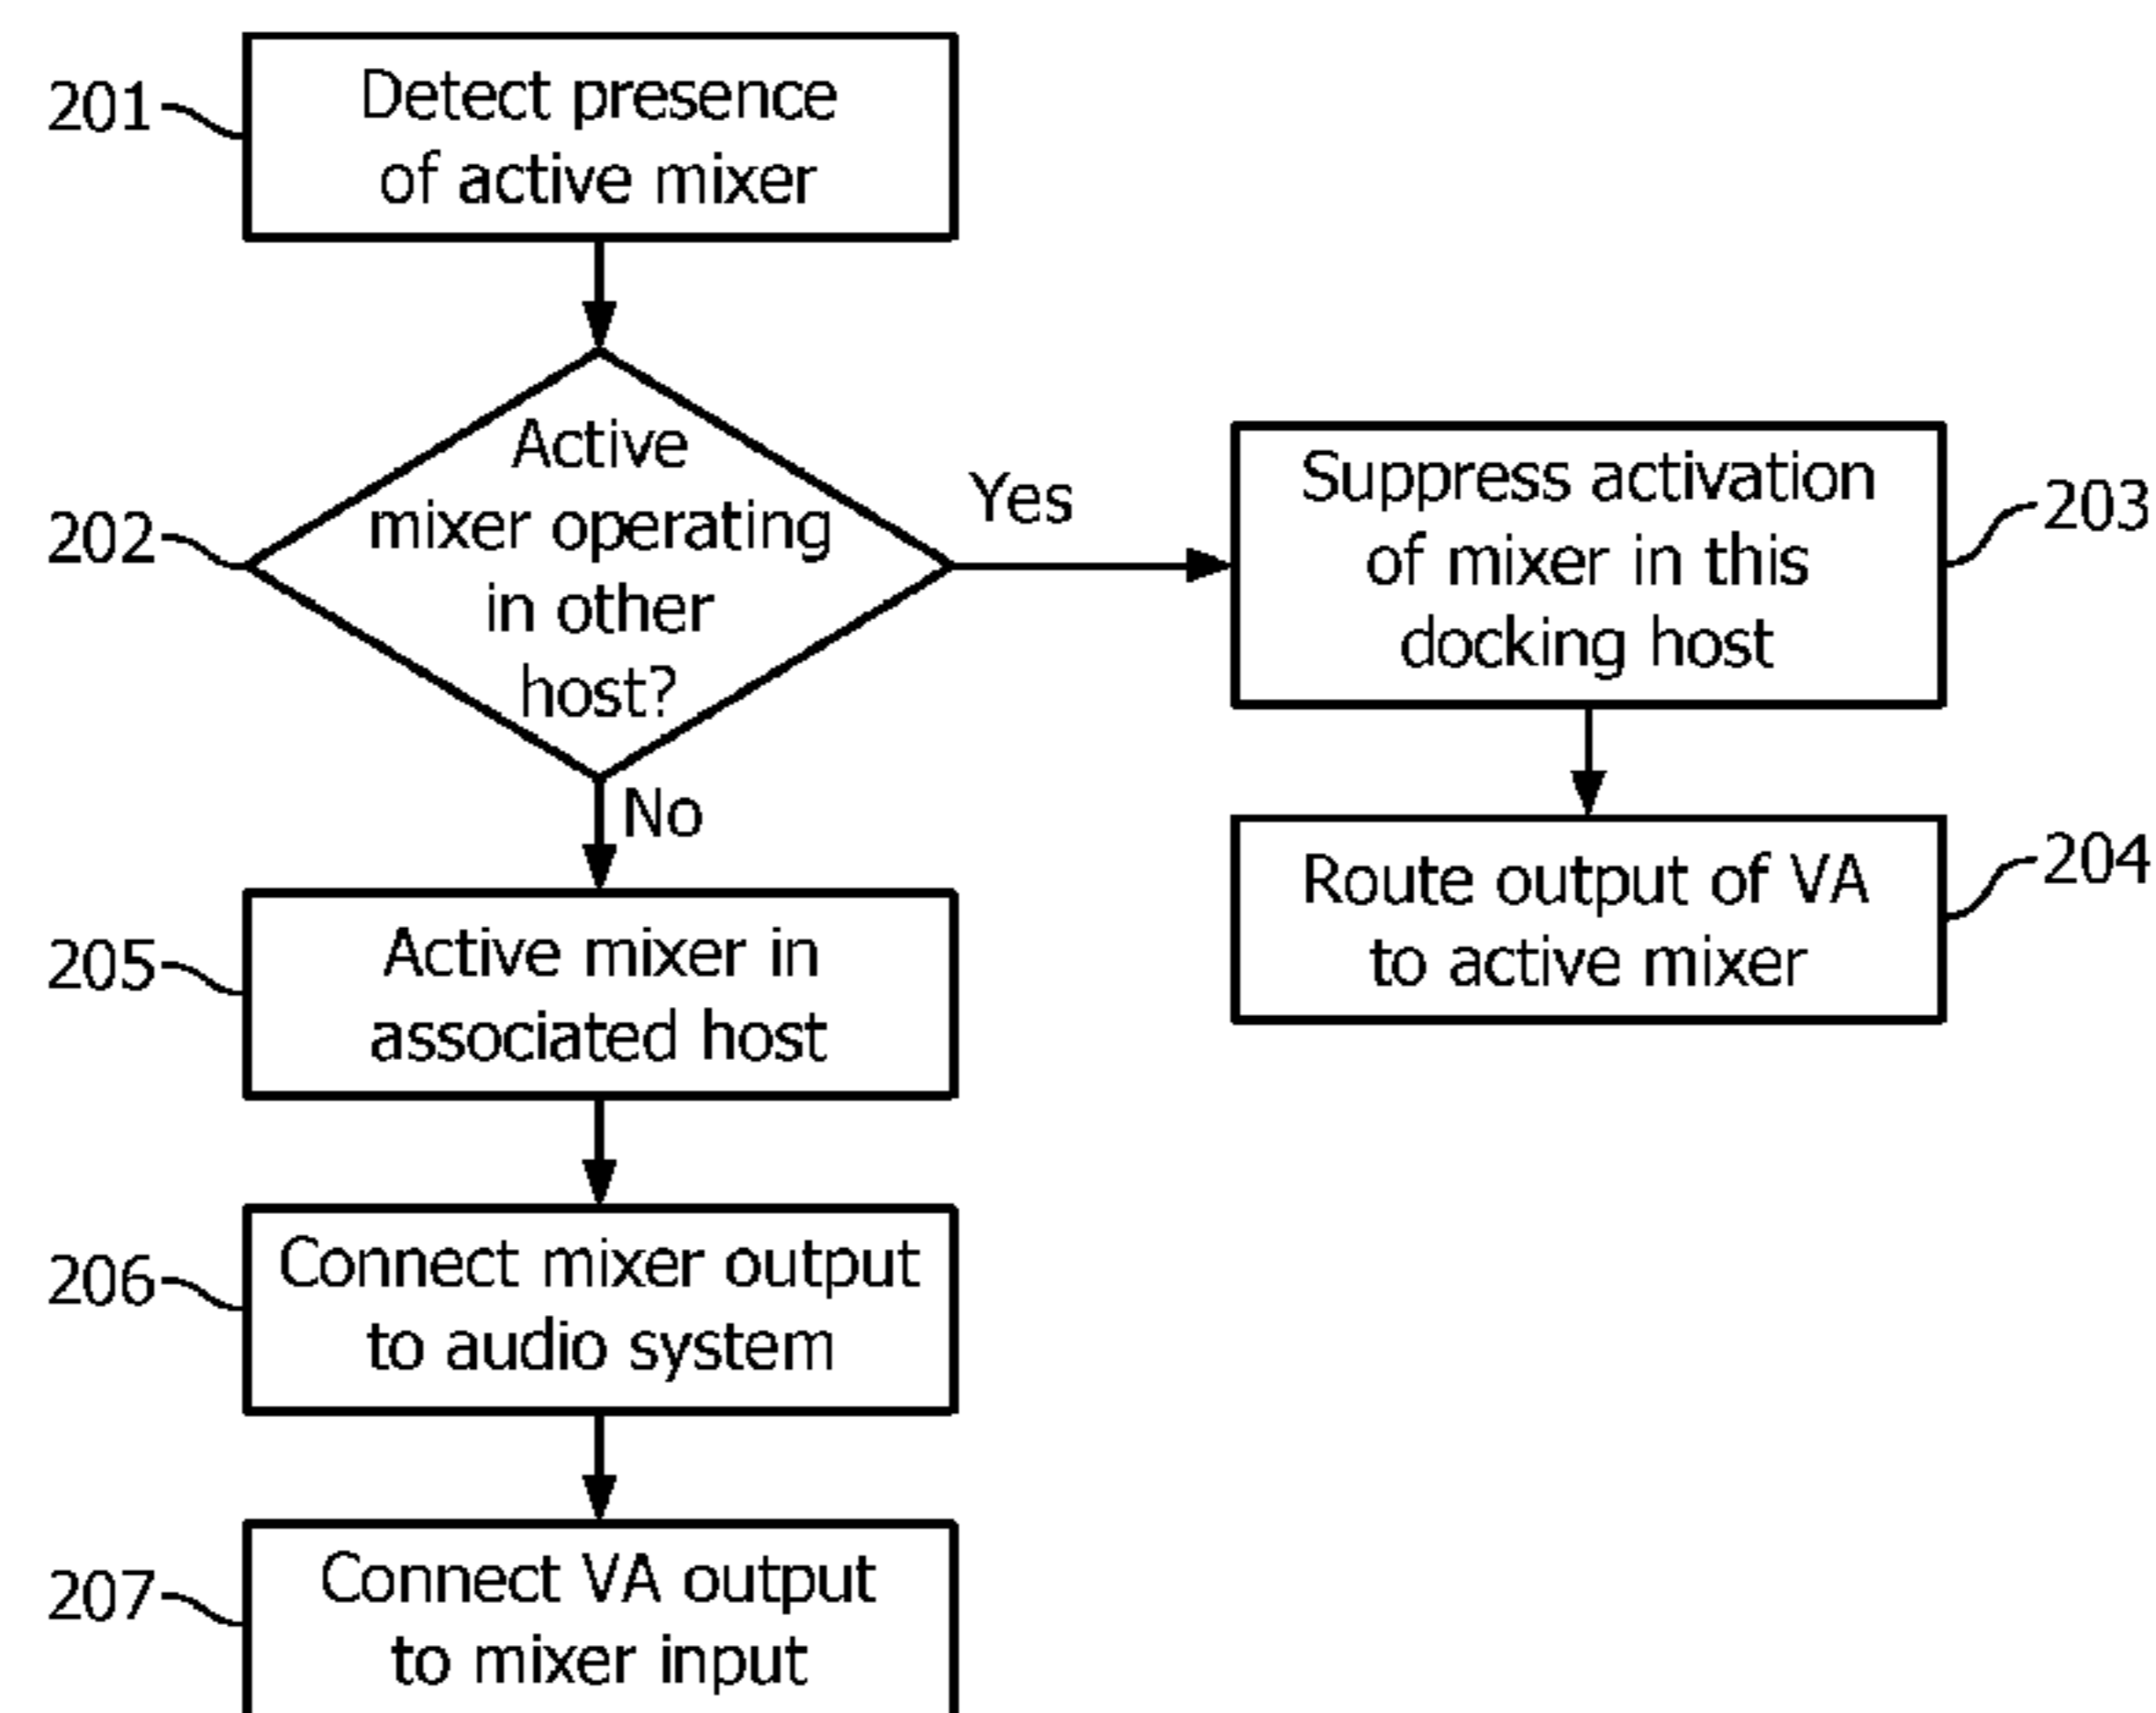 201
Detect presence
of active mixer
202
Active
mixer operating
in other
host?
Yes
No
Suppress activation
of mixer in this
docking host
203
Route output of VA
to active mixer
204
205
Active mixer in
associated host
206
Connect mixer output
to audio system
207
Connect VA output
to mixer input